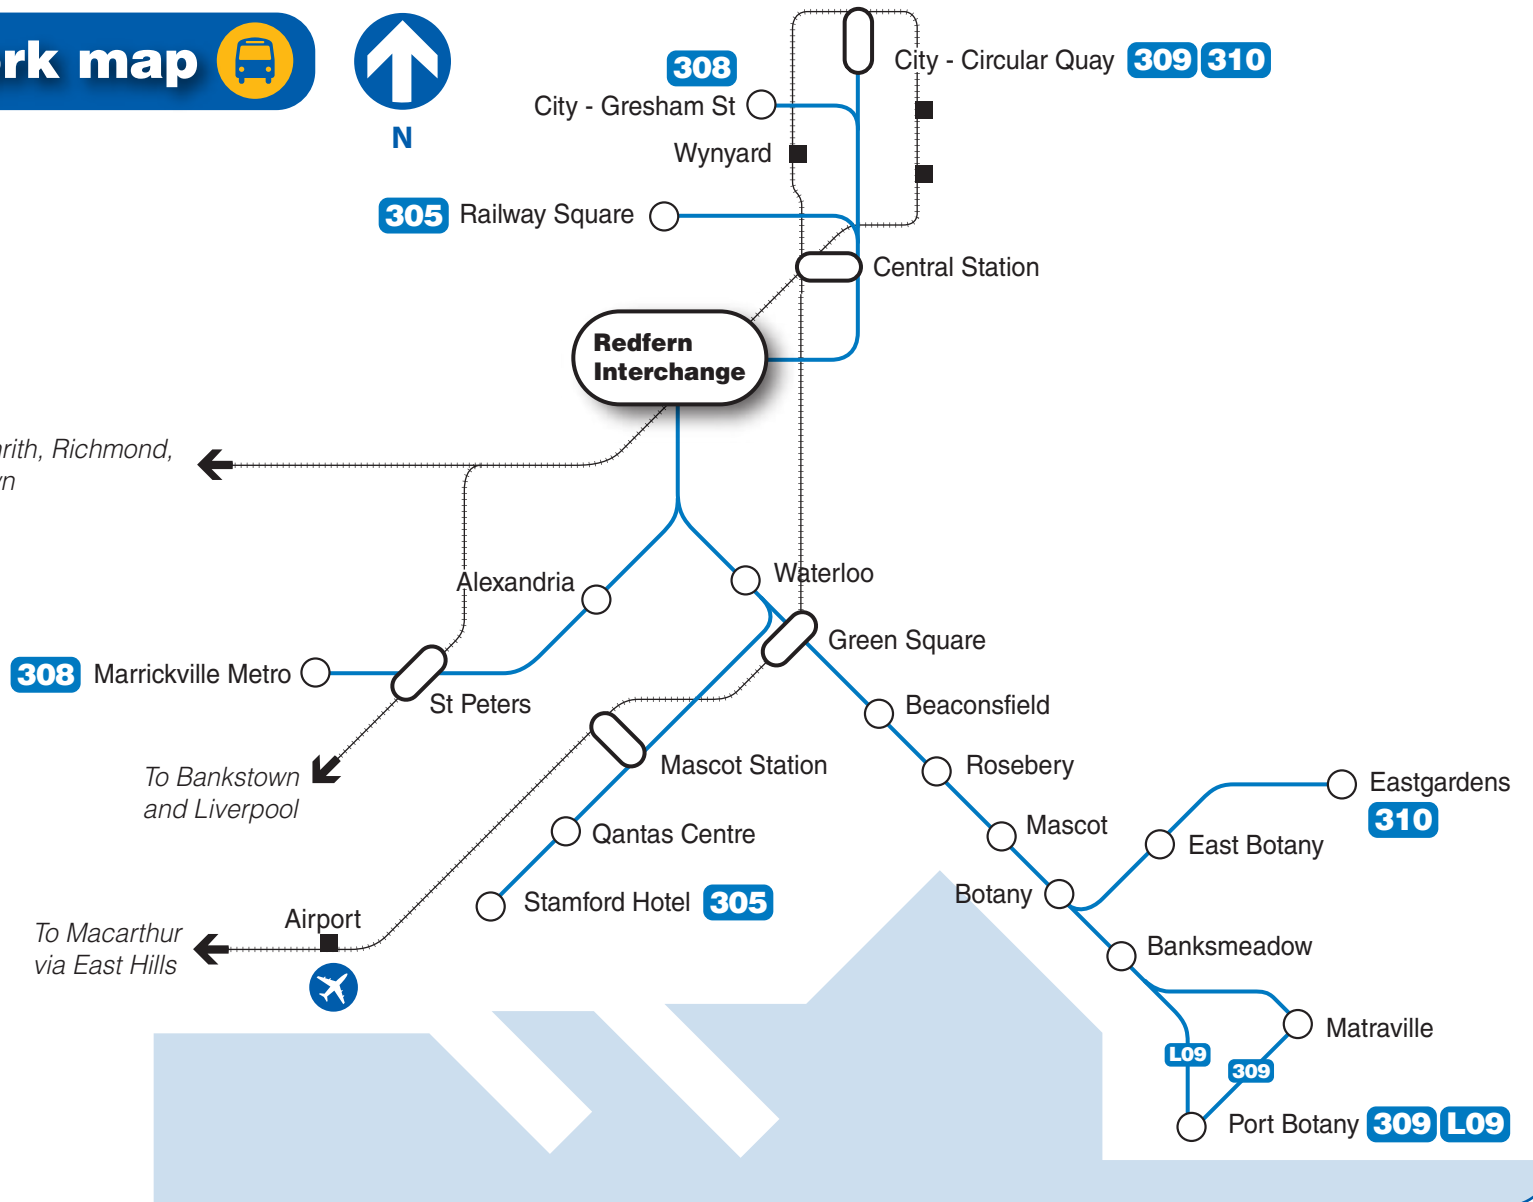 rk map
N
308
City - Circular Quay 309 310
City - Gresham St
Wynyard
305 Railway Square
Central Station
Redfern
Interchange
rith, Richmond,
n
Alexandria
Waterloo
Green Square
308 Marrickville Metro
St Peters
Beaconsfield
To Bankstown
and Liverpool
Mascot Station
Rosebery
Eastgardens
310
Qantas Centre
Mascot
East Botany
Stamford Hotel 305
Botany
Airport
To Macarthur
via East Hills
Banksmeadow
Matraville
L09
309
Port Botany 309 L09